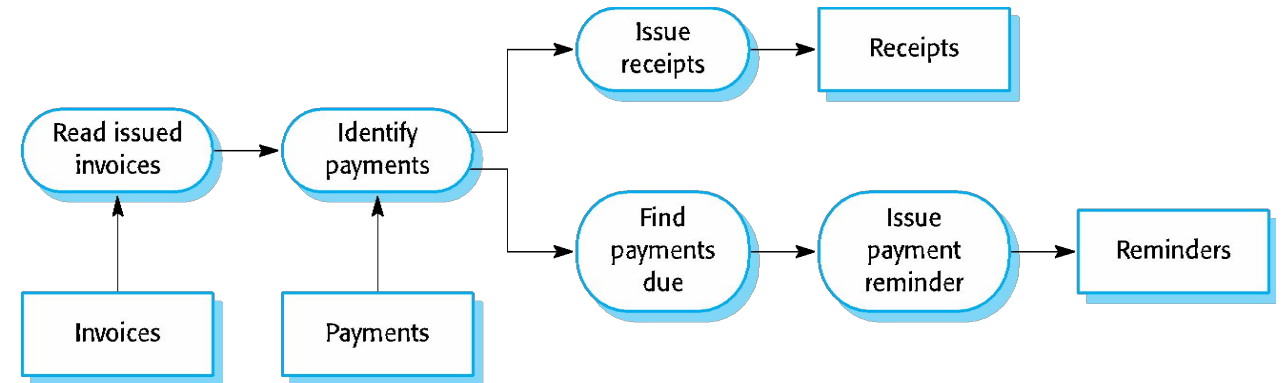 Issue
receipts
Receipts
Read issued
invoices
Identify
payments
Find
payments
due
Issue
payment
reminder
Reminders
Invoices
Payments